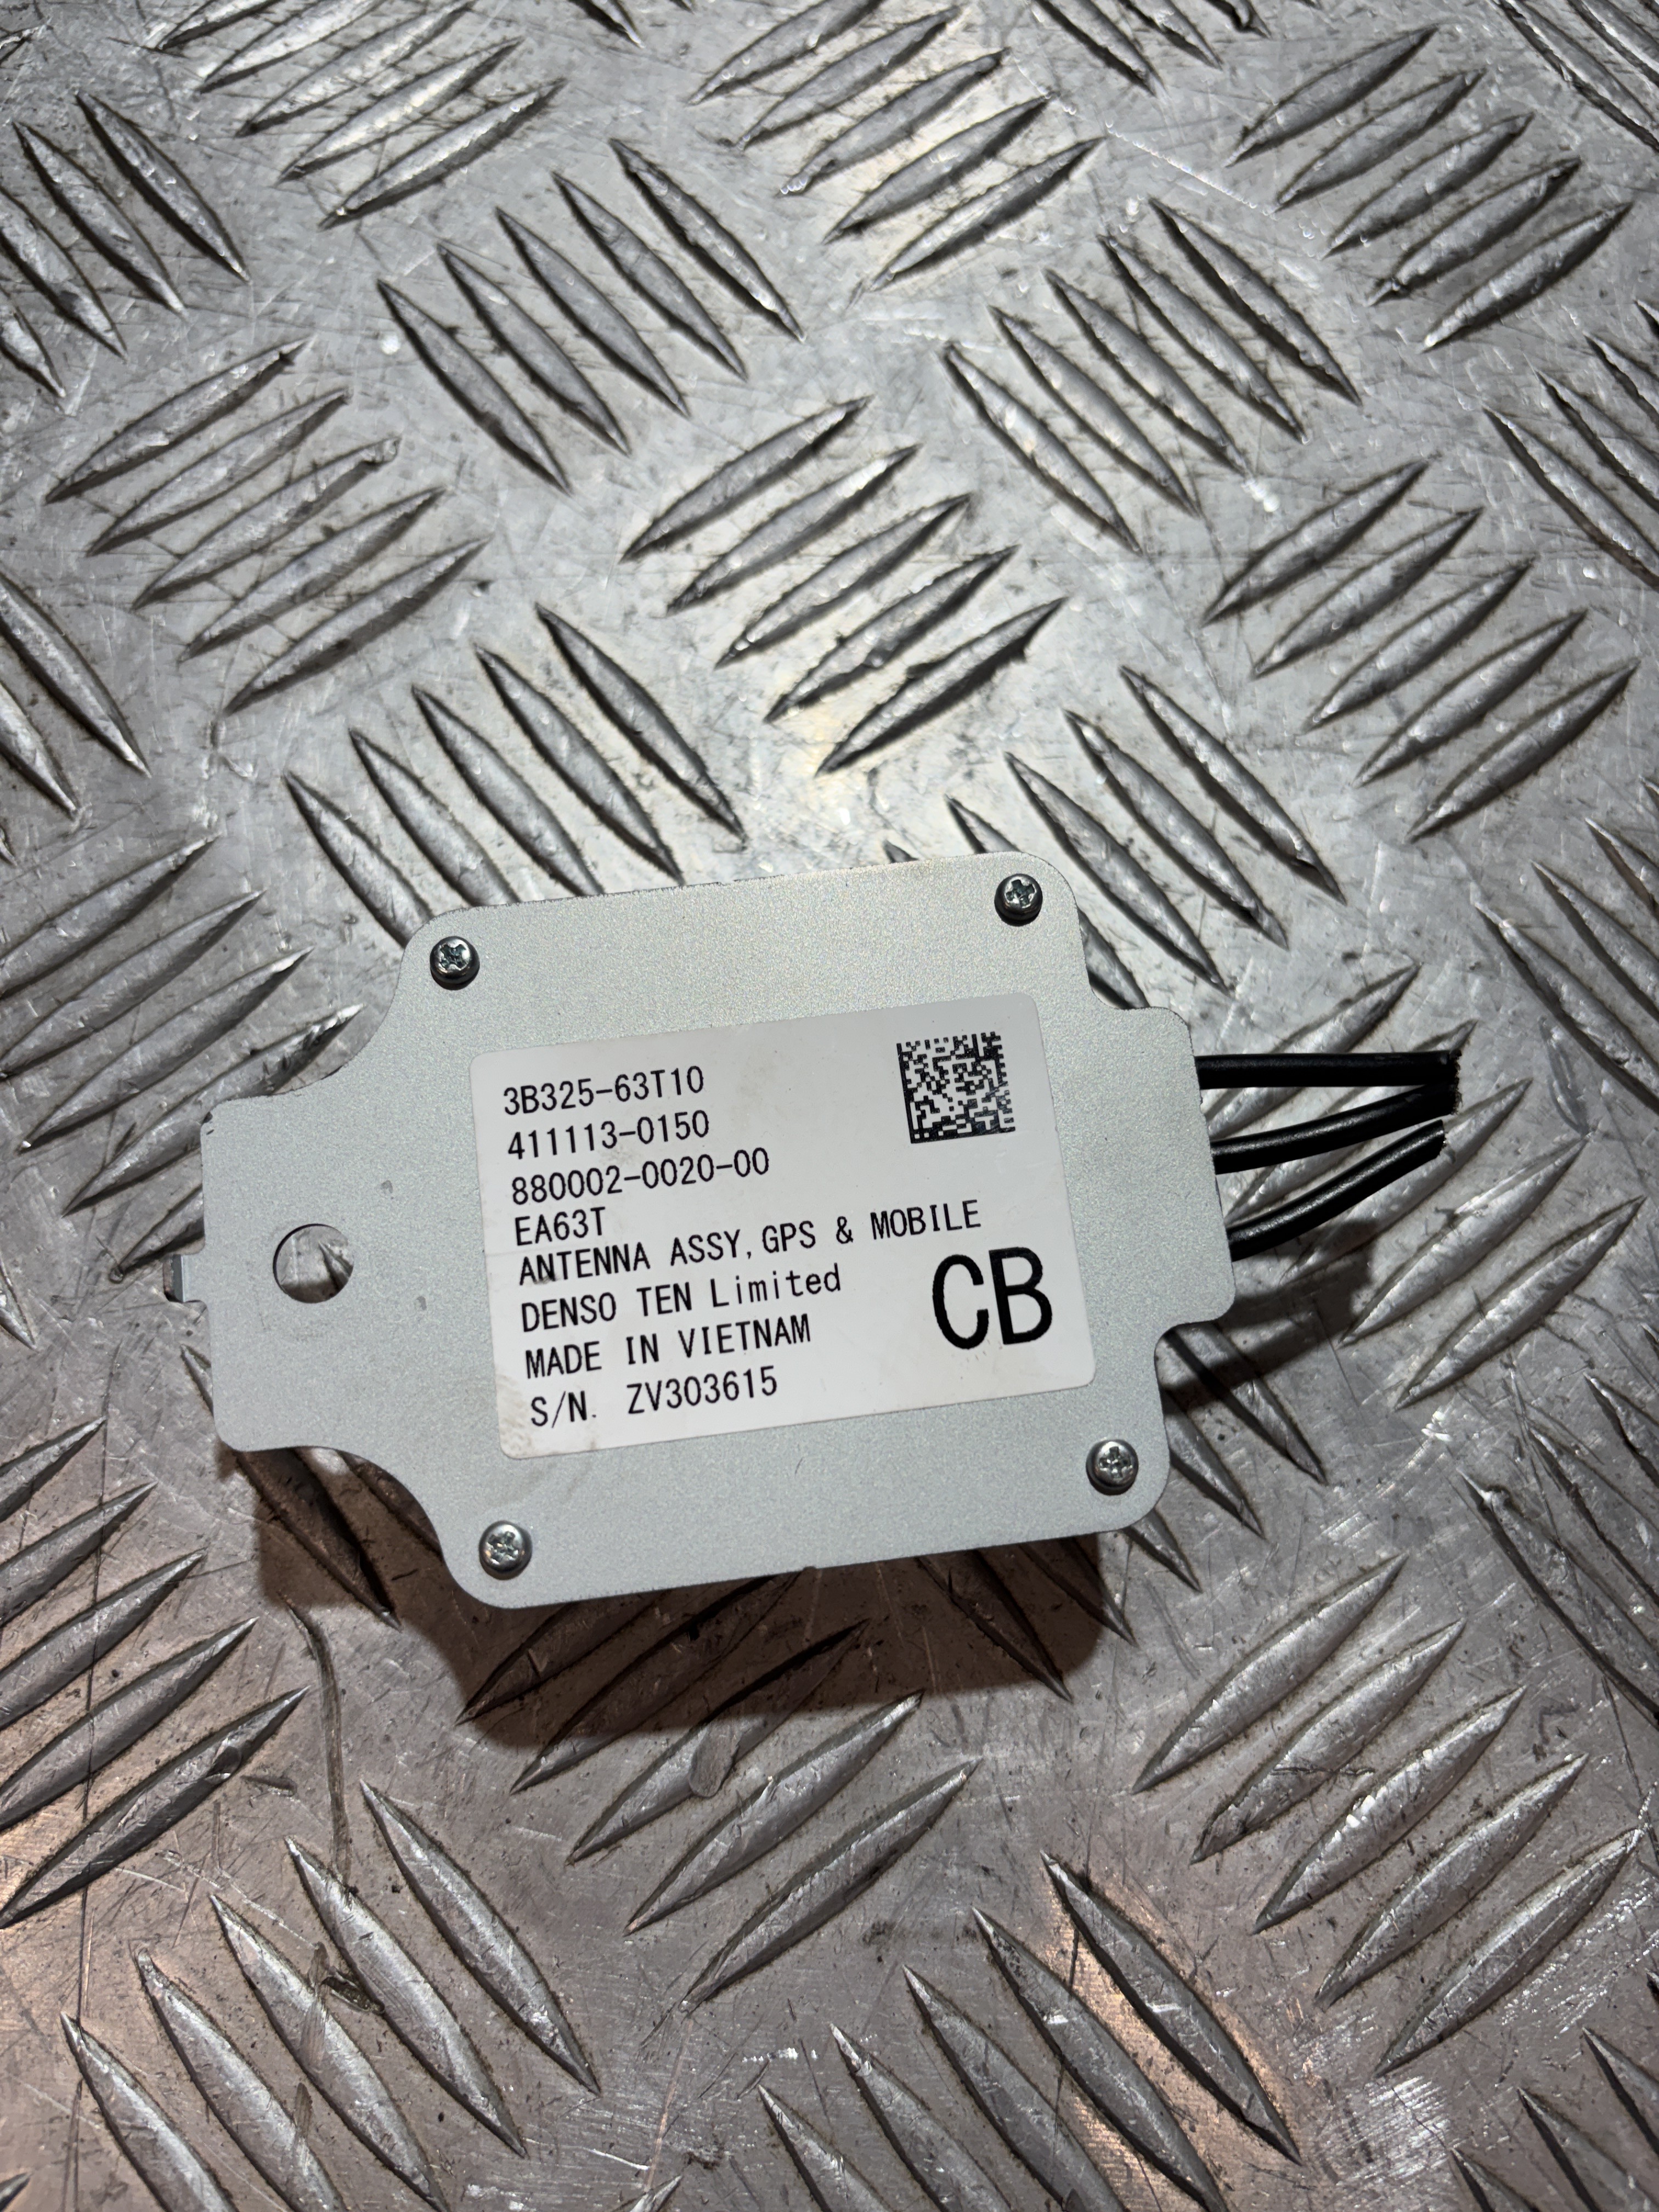 3B325-63T10
411113-0150
880002-0020-00
EA63T
ANTENNA ASSY, GPS & MOBILE
DENSO TEN Limited
MADE IN VIETNAM
S/N. ZV303615
CB